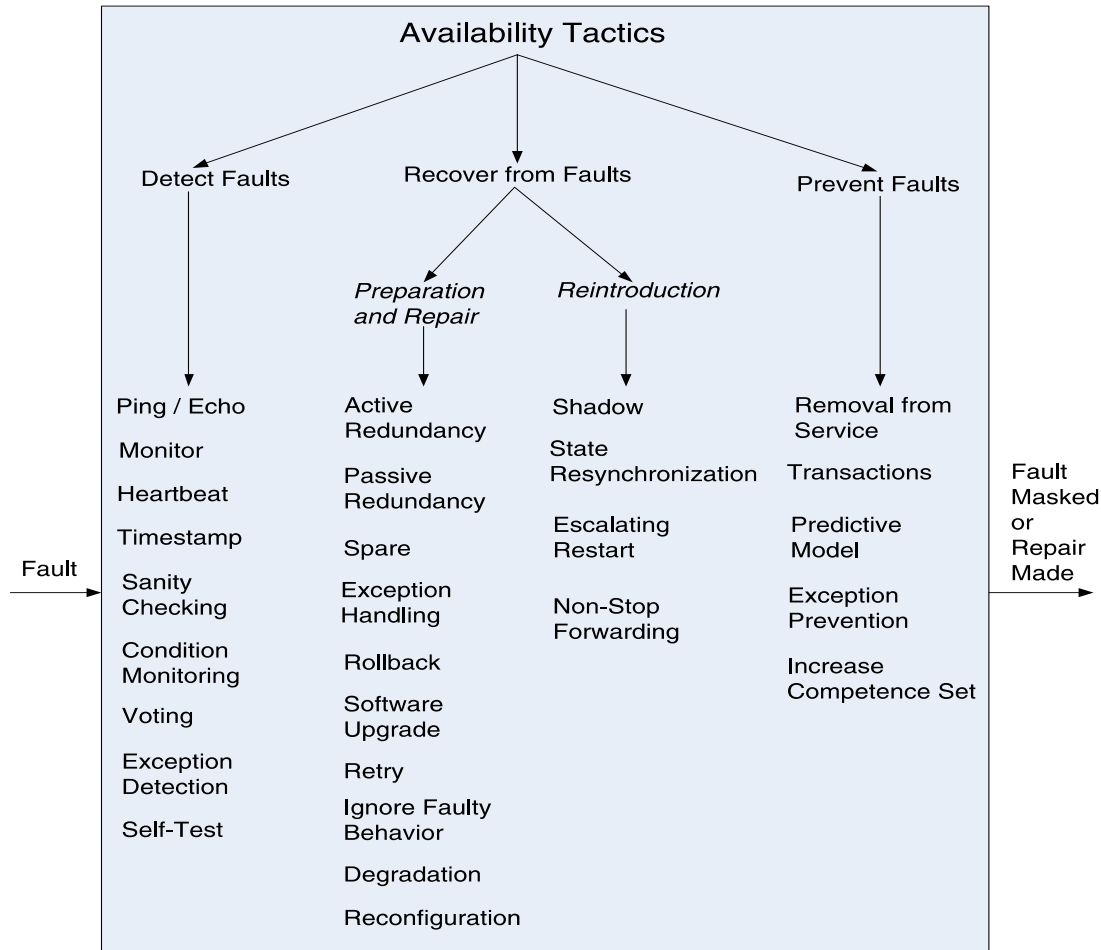 Availability Tactics
Detect Faults
Recover from Faults
Prevent Faults
Preparation
and Repair
Reintroduction
Fault
Ping / Echo
Monitor
Heartbeat
Timestamp
Sanity
Checking
Condition
Monitoring
Voting
Exception
Detection
Self-Test
Active
Redundancy
Passive
Redundancy
Spare
Exception
Handling
Rollback
Software
Upgrade
Retry
Ignore Faulty
Behavior
Degradation
Reconfiguration
Shadow
State
Resynchronization
Escalating
Restart
Non-Stop
Forwarding
Removal from
Service
Transactions
Predictive
Model
Exception
Prevention
Increase
Competence Set
Fault
Masked
or
Repair
Made